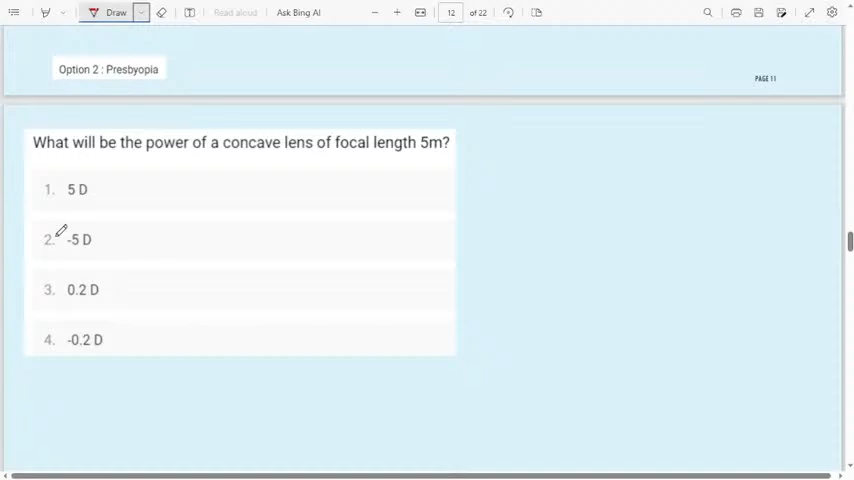 Draw
Read aloud
Ask Bing AI
12
of 22
Option 2 : Presbyopia
PAGE 11
What will be the power of a concave lens of focal length 5m?
1. 5 D
2. -5 D
3. 0.2 D
4. -0.2 D